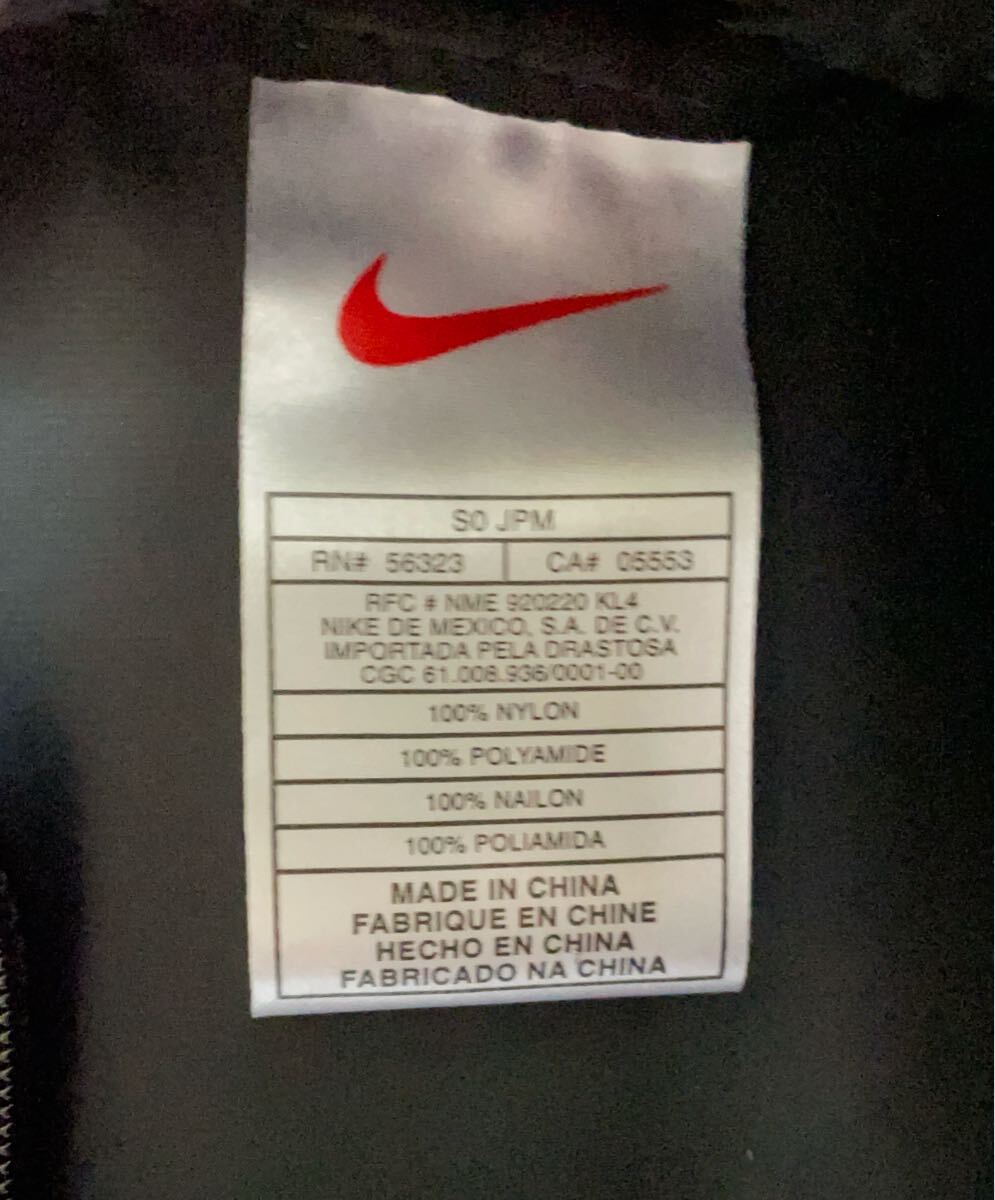 SO JPM
RN# 56323
CA# 05553
RFC # NME 920220 KL4
NIKE DE MEXICO, S.A. DE C.V.
IMPORTADA PELA DRASTOSA
CGC 61.008.936/0001-00
100% NYLON
100% POLYAMIDE
100% NAILON
100% POLIAMIDA
MADE IN CHINA
FABRIQUE EN CHINE
HECHO EN CHINA
FABRICADO NA CHINA